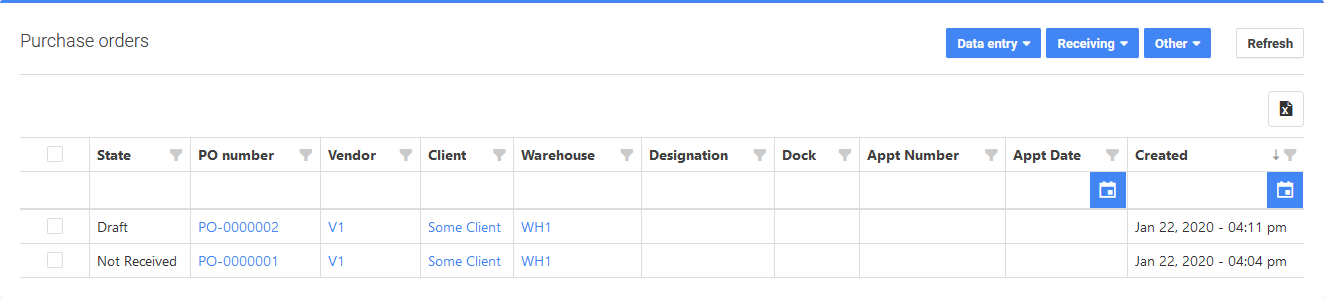 Purchase orders Data entry Receiving Other Refresh
State PO number Vendor Client Warehouse Designation Dock Appt Number Appt Date Created
Draft PO-0000002 V1 Some Client WH1 Jan 22, 2020 - 04:11 pm
Not Received PO-0000001 V1 Some Client WH1 Jan 22, 2020 - 04:04 pm